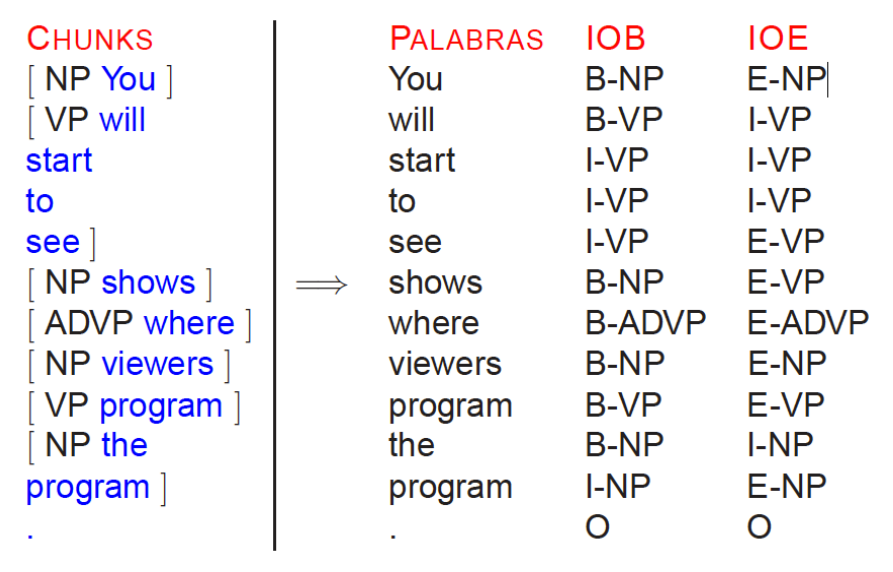 CHUNKS PALABRAS IOB IOE
[ NP You ] You B-NP E-NP
[ VP will will B-VP I-VP
start start I-VP I-VP
to to I-VP I-VP
see ] see I-VP E-VP
[ NP shows ] ⟹ shows B-NP E-VP
[ ADVP where ] where B-ADVP E-ADVP
[ NP viewers ] viewers B-NP E-NP
[ VP program ] program B-VP E-VP
[ NP the the B-NP I-NP
program ] program I-NP E-NP
. . O O